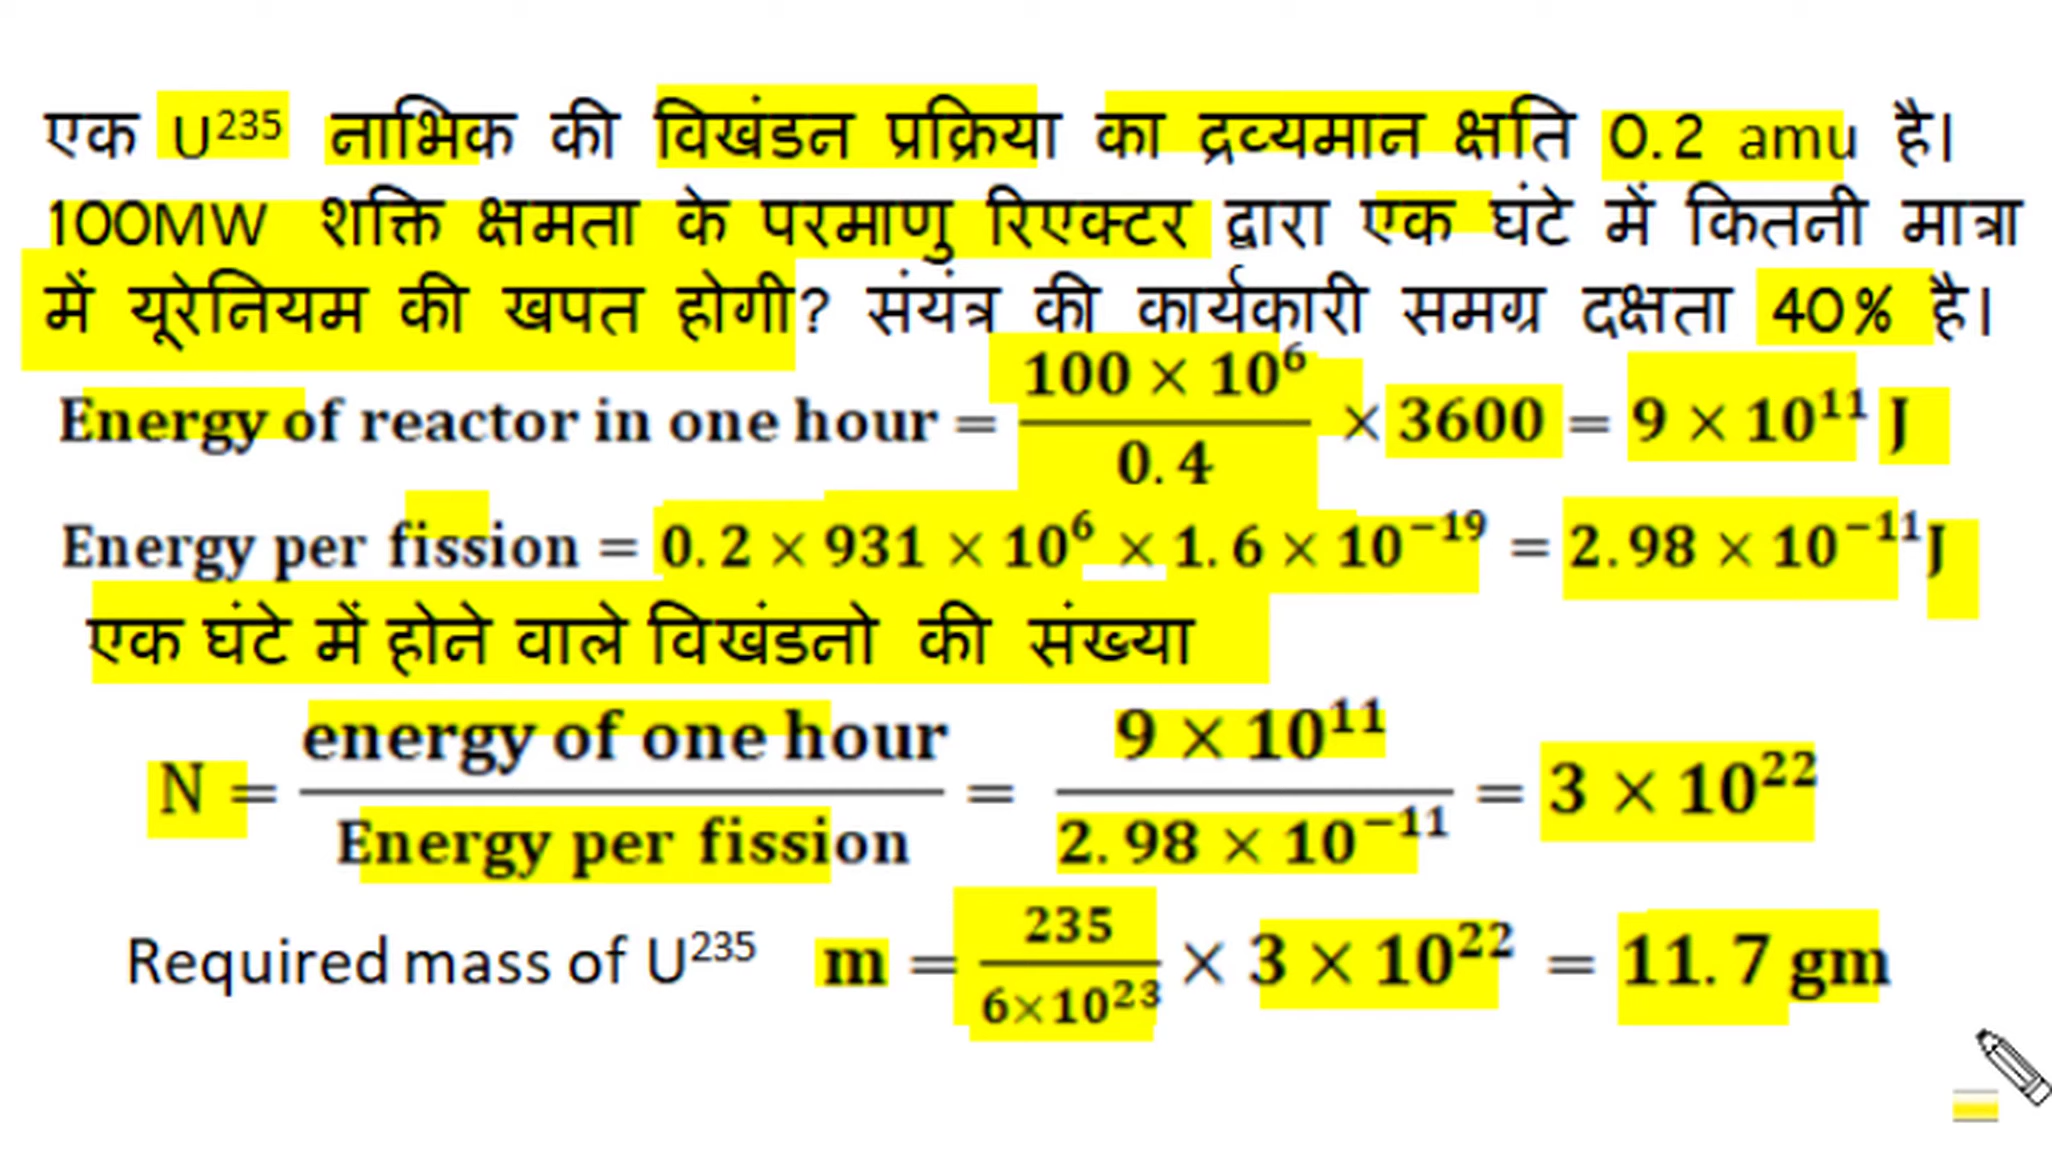 एक U²³⁵ नाभिक की विखंडन प्रक्रिया का द्रव्यमान क्षति 0.2 amu है।
100MW शक्ति क्षमता के परमाणु रिएक्टर द्वारा एक घंटे में कितनी मात्रा
में यूरेनियम की खपत होगी? संयंत्र की कार्यकारी समग्र दक्षता 40% है।
Energy of reactor in one hour = (100 × 10⁶)/(0.4) × 3600 = 9 × 10¹¹ J
Energy per fission = 0.2 × 931 × 10⁶ × 1.6 × 10⁻¹⁹ = 2.98 × 10⁻¹¹J
एक घंटे में होने वाले विखंडनो की संख्या
N = (energy of one hour)/(Energy per fission) = (9 × 10¹¹)/(2.98 × 10⁻¹¹) = 3 × 10²²
Required mass of U²³⁵ m = (235)/(6×10²³) × 3 × 10²² = 11.7 gm